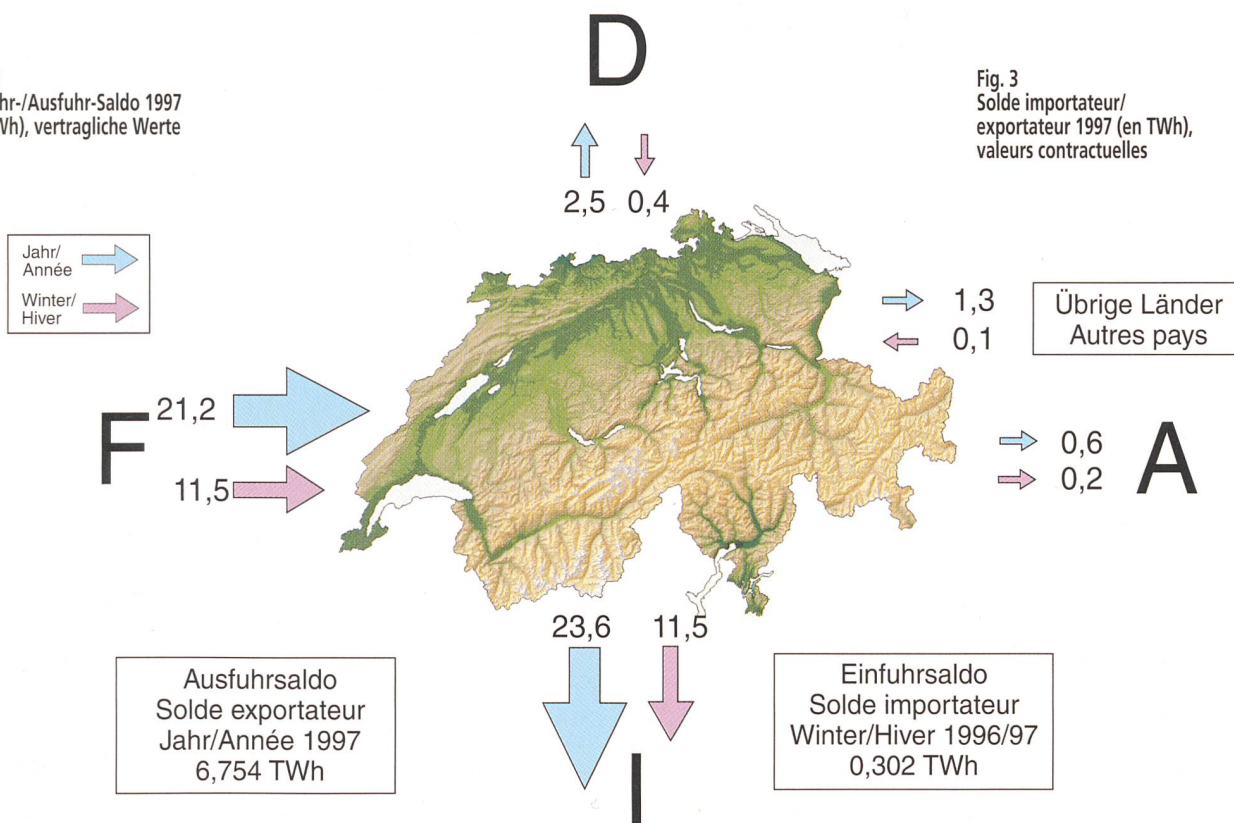 D
hr-/Ausfuhr-Saldo 1997
Wh), vertragliche Werte
Fig. 3
Solde importateur/
exportateur 1997 (en TWh),
valeurs contractuelles
2,5 0,4
Jahr/
Année
Winter/
Hiver
1,3
0,1
Übrige Länder
Autres pays
F
21,2
11,5
0,6
0,2
A
23,6 11,5
Ausfuhrsaldo
Solde exportateur
Jahr/Année 1997
6,754 TWh
Einfuhrsaldo
Solde importateur
Winter/Hiver 1996/97
0,302 TWh
I